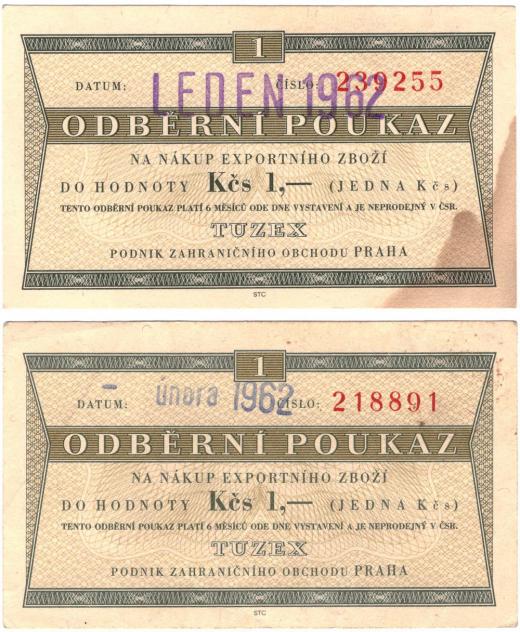 1
DATUM: LEDEN 1962 ČÍSLO: 239255
ODBĚRNÍ POUKAZ
NA NÁKUP EXPORTNÍHO ZBOŽÍ
DO HODNOTY Kčs 1,— (JEDNA Kčs)
TENTO ODBĚRNÍ POUKAZ PLATÍ 6 MĚSÍCŮ ODE DNE VYSTAVENÍ A JE NEPRODEJNÝ V ČSR.
TUZEX
PODNIK ZAHRANIČNÍHO OBCHODU PRAHA
STC
1
DATUM: – února 1962 ČÍSLO: 218891
ODBĚRNÍ POUKAZ
NA NÁKUP EXPORTNÍHO ZBOŽÍ
DO HODNOTY Kčs 1,— (JEDNA Kčs)
TENTO ODBĚRNÍ POUKAZ PLATÍ 6 MĚSÍCŮ ODE DNE VYSTAVENÍ A JE NEPRODEJNÝ V ČSR.
TUZEX
PODNIK ZAHRANIČNÍHO OBCHODU PRAHA
STC